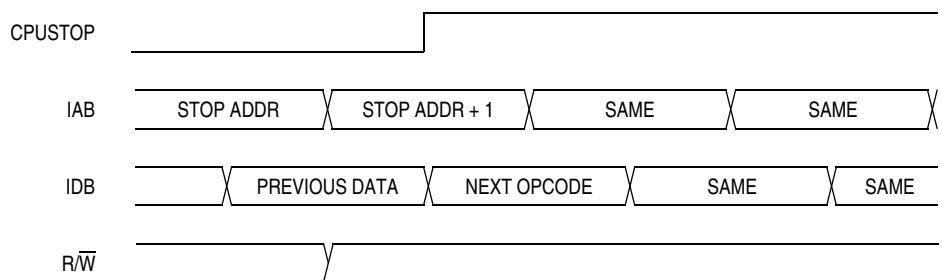 CPUSTOP
IAB STOP ADDR STOP ADDR + 1 SAME SAME
IDB PREVIOUS DATA NEXT OPCODE SAME SAME
R/W̅